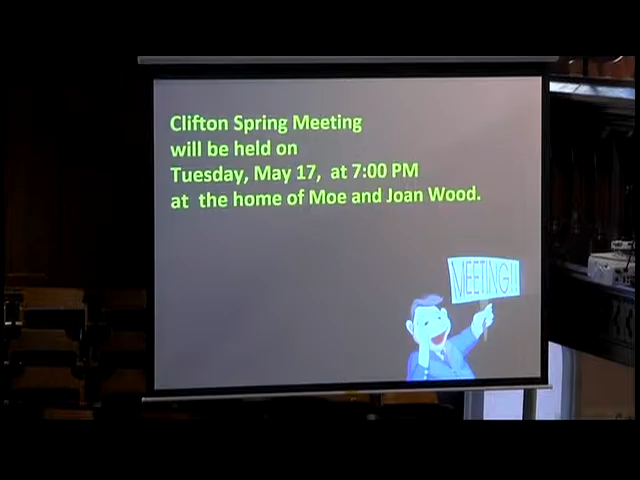 Clifton Spring Meeting
will be held on
Tuesday, May 17, at 7:00 PM
at the home of Moe and Joan Wood.
MEETING!!